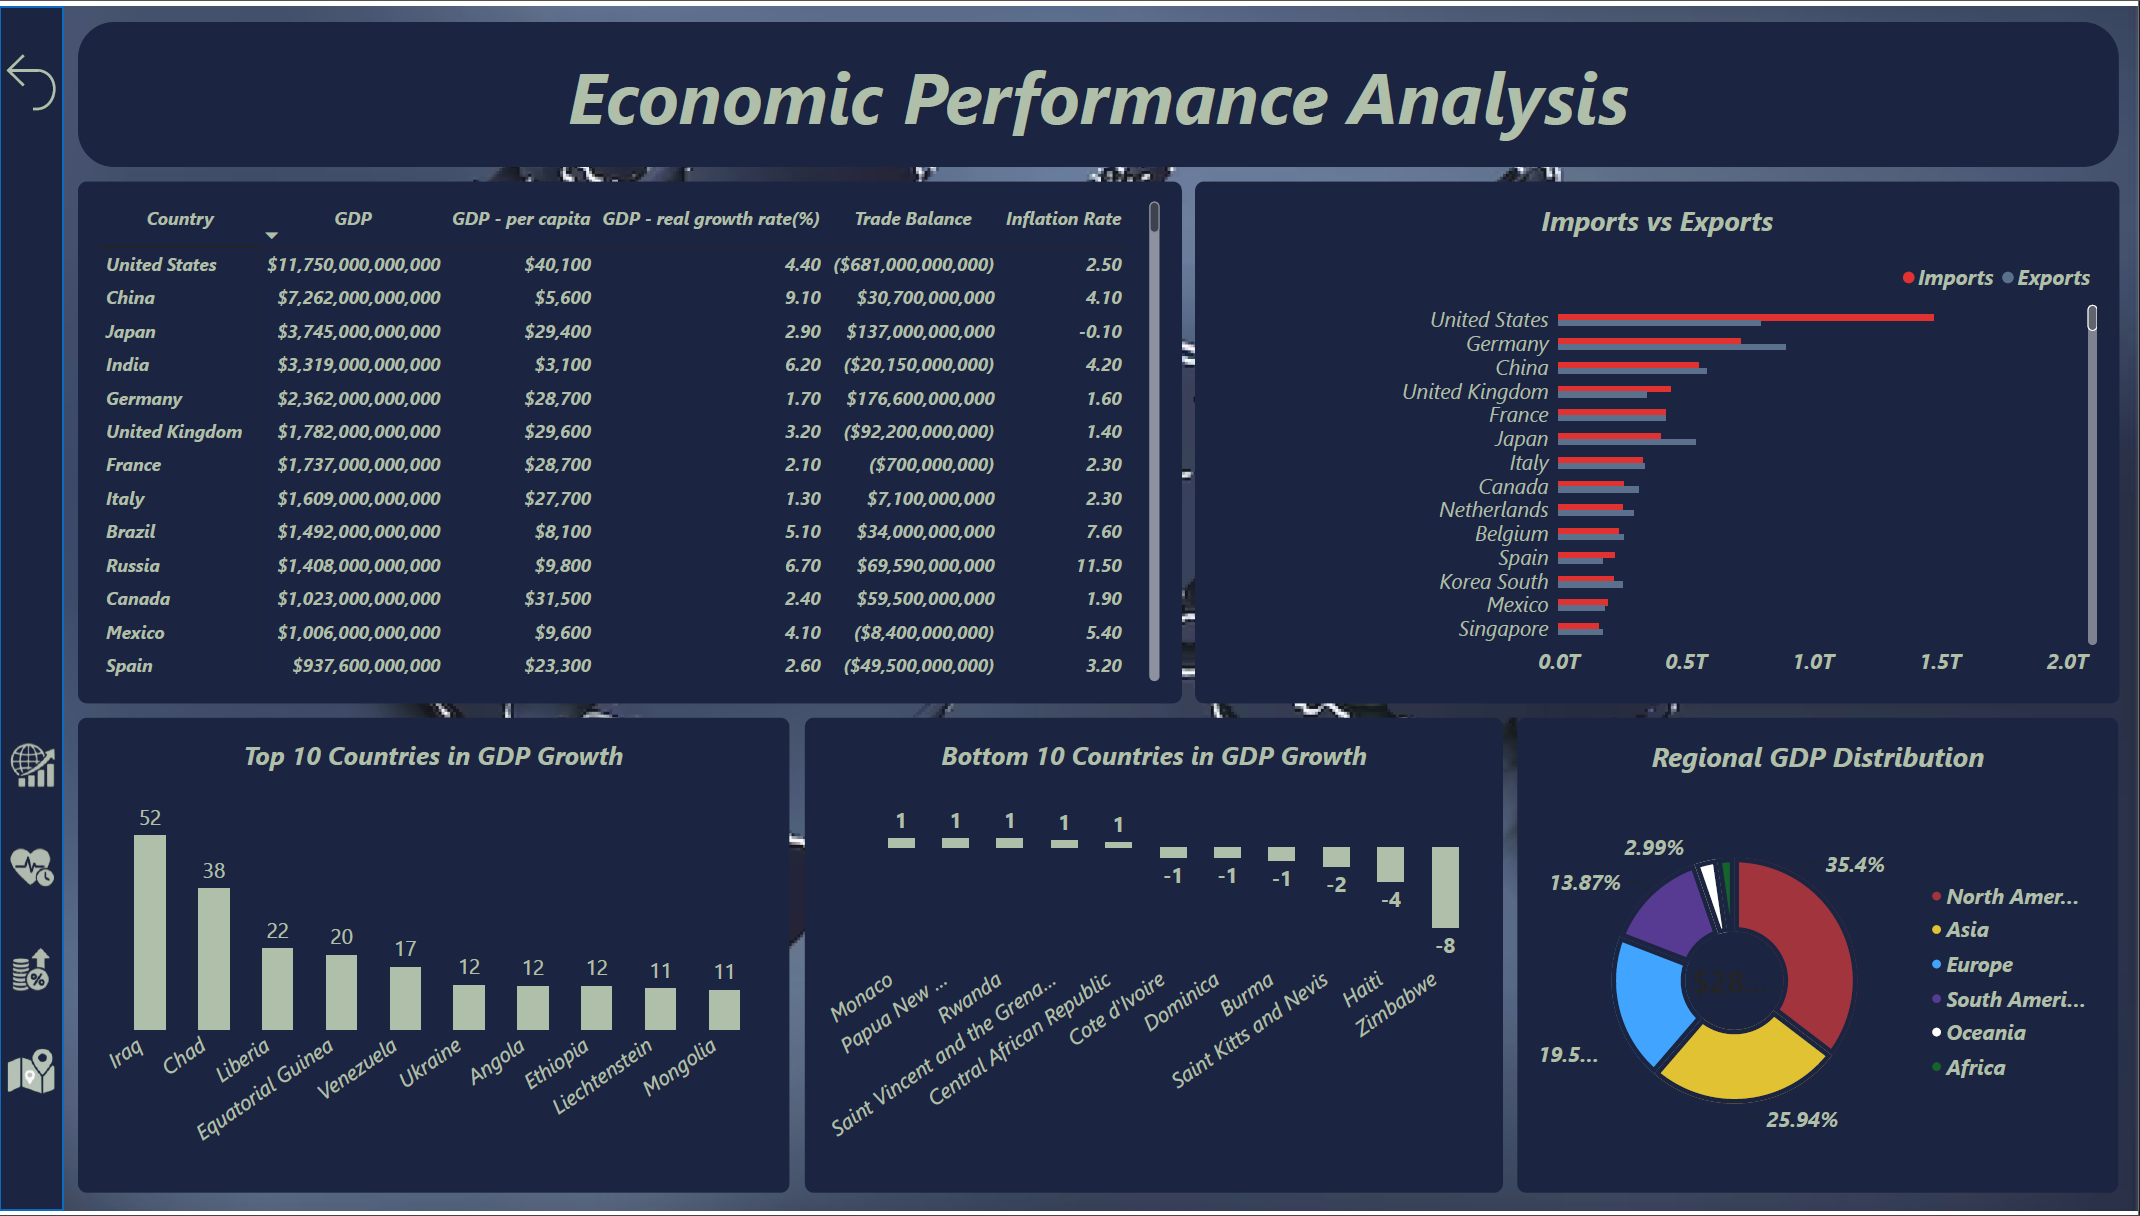 Economic Performance Analysis
Country GDP GDP - per capita GDP - real growth rate(%) Trade Balance Inflation Rate
United States $11,750,000,000,000 $40,100 4.40 ($681,000,000,000) 2.50
China $7,262,000,000,000 $5,600 9.10 $30,700,000,000 4.10
Japan $3,745,000,000,000 $29,400 2.90 $137,000,000,000 -0.10
India $3,319,000,000,000 $3,100 6.20 ($20,150,000,000) 4.20
Germany $2,362,000,000,000 $28,700 1.70 $176,600,000,000 1.60
United Kingdom $1,782,000,000,000 $29,600 3.20 ($92,200,000,000) 1.40
France $1,737,000,000,000 $28,700 2.10 ($700,000,000) 2.30
Italy $1,609,000,000,000 $27,700 1.30 $7,100,000,000 2.30
Brazil $1,492,000,000,000 $8,100 5.10 $34,000,000,000 7.60
Russia $1,408,000,000,000 $9,800 6.70 $69,590,000,000 11.50
Canada $1,023,000,000,000 $31,500 2.40 $59,500,000,000 1.90
Mexico $1,006,000,000,000 $9,600 4.10 ($8,400,000,000) 5.40
Spain $937,600,000,000 $23,300 2.60 ($49,500,000,000) 3.20
Imports vs Exports
Imports Exports
United States
Germany
China
United Kingdom
France
Japan
Italy
Canada
Netherlands
Belgium
Spain
Korea South
Mexico
Singapore
0.0T 0.5T 1.0T 1.5T 2.0T
Top 10 Countries in GDP Growth
52 38 22 20 17 12 12 12 11 11
Iraq Chad Liberia Equatorial Guinea Venezuela Ukraine Angola Ethiopia Liechtenstein Mongolia
Bottom 10 Countries in GDP Growth
1 1 1 1 1 -1 -1 -1 -2 -4 -8
Monaco Papua New ... Rwanda Saint Vincent and the Grena... Central African Republic Cote d'Ivoire Dominica Burma Saint Kitts and Nevis Haiti Zimbabwe
Regional GDP Distribution
35.4%
25.94%
19.5...
13.87%
2.99%
North Amer...
Asia
Europe
South Ameri...
Oceania
Africa